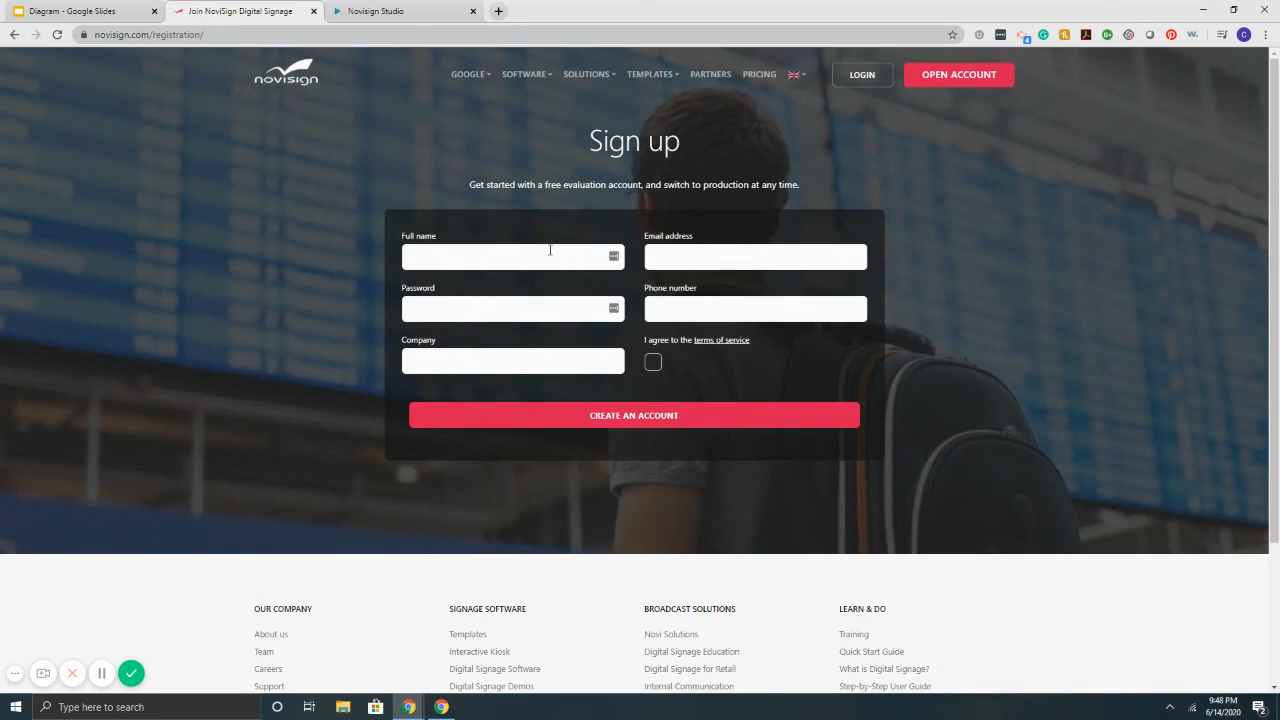 Diagram - Google Slides
Join NoviSign Digital Signage
Novisign Studio
novisign.com/registration/
novisign
GOOGLE
SOFTWARE
SOLUTIONS
TEMPLATES
PARTNERS
PRICING
LOGIN
OPEN ACCOUNT
Sign up
Get started with a free evaluation account, and switch to production at any time.
Full name
Email address
Password
Phone number
Company
I agree to the terms of service
CREATE AN ACCOUNT
OUR COMPANY
About us
Team
Careers
Support
SIGNAGE SOFTWARE
Templates
Interactive Kiosk
Digital Signage Software
Digital Signage Demos
BROADCAST SOLUTIONS
Novi Solutions
Digital Signage Education
Digital Signage for Retail
Internal Communication
LEARN & DO
Training
Quick Start Guide
What is Digital Signage?
Step-by-Step User Guide
Type here to search
9:48 PM
6/14/2020